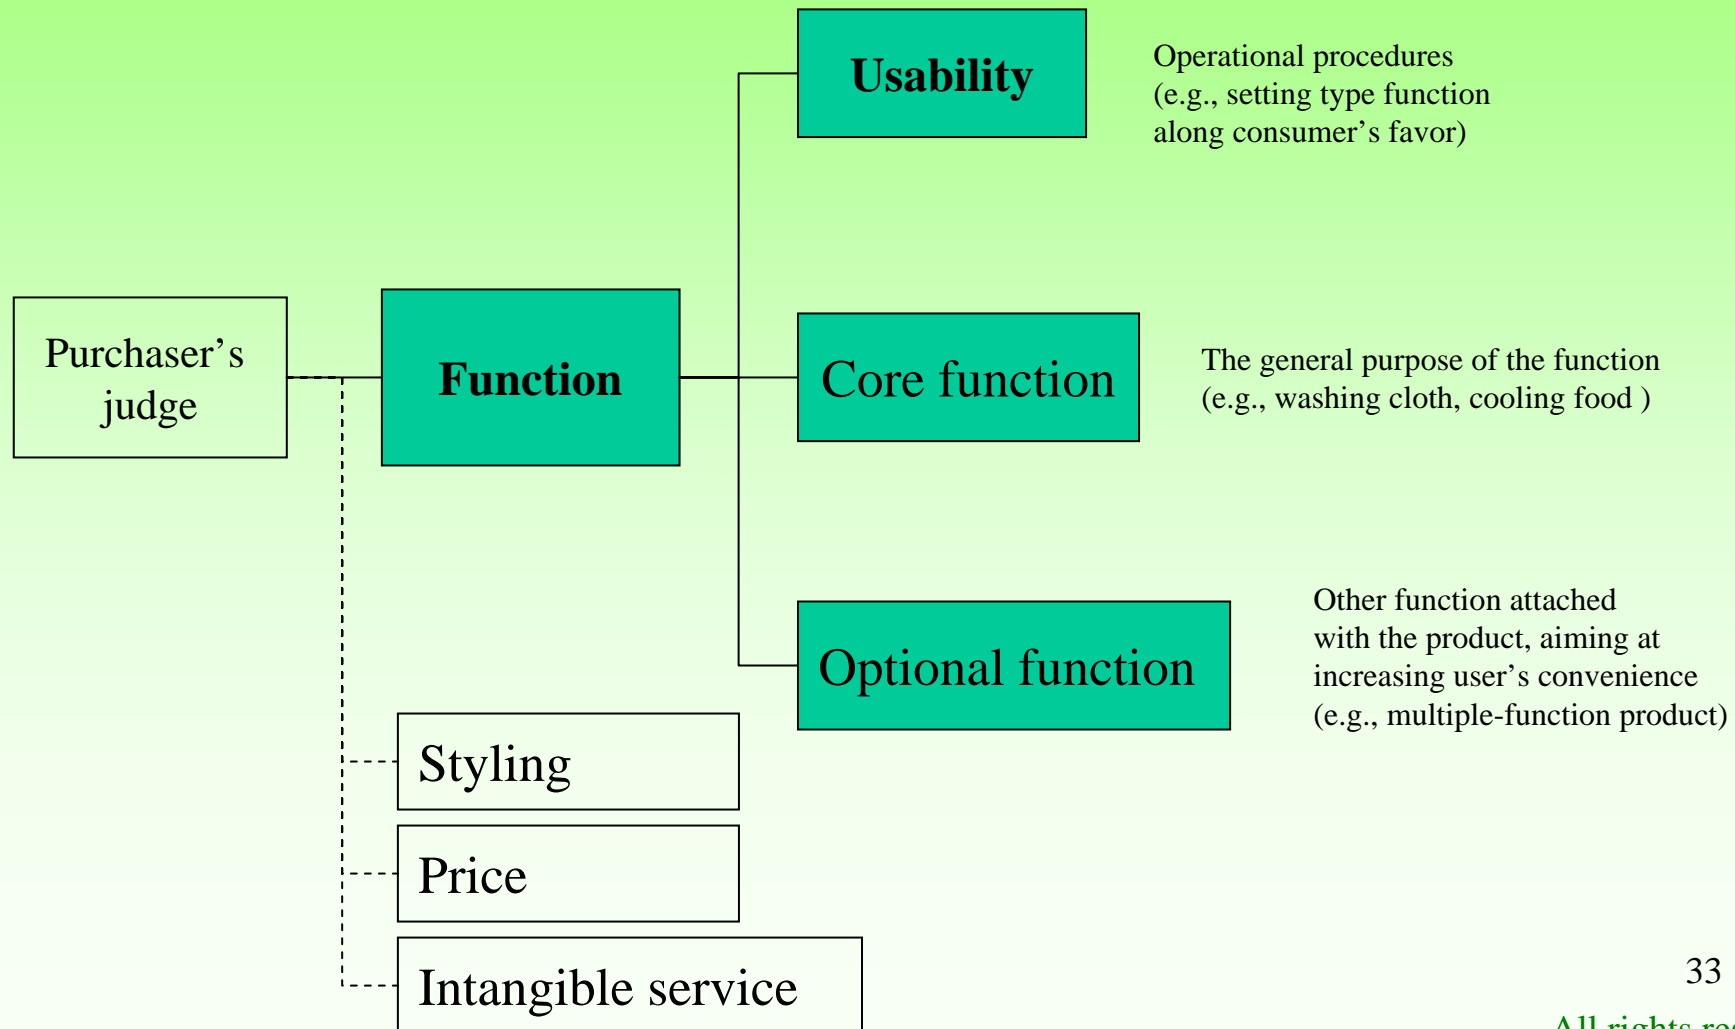 Usability
Operational procedures
(e.g., setting type function
along consumer’s favor)
Purchaser’s
judge
Function
Core function
The general purpose of the function
(e.g., washing cloth, cooling food )
Optional function
Other function attached
with the product, aiming at
increasing user’s convenience
(e.g., multiple-function product)
Styling
Price
Intangible service
33
All rights